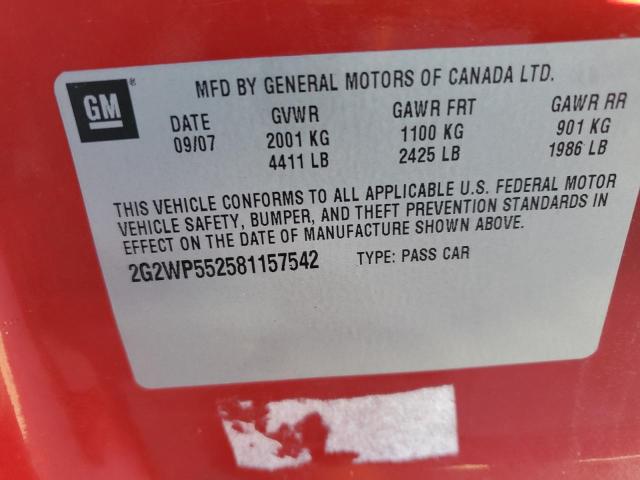 GM®
MFD BY GENERAL MOTORS OF CANADA LTD.
DATE GVWR GAWR FRT GAWR RR
09/07 2001 KG 1100 KG 901 KG
4411 LB 2425 LB 1986 LB
THIS VEHICLE CONFORMS TO ALL APPLICABLE U.S. FEDERAL MOTOR
VEHICLE SAFETY, BUMPER, AND THEFT PREVENTION STANDARDS IN
EFFECT ON THE DATE OF MANUFACTURE SHOWN ABOVE.
2G2WP552581157542 TYPE: PASS CAR